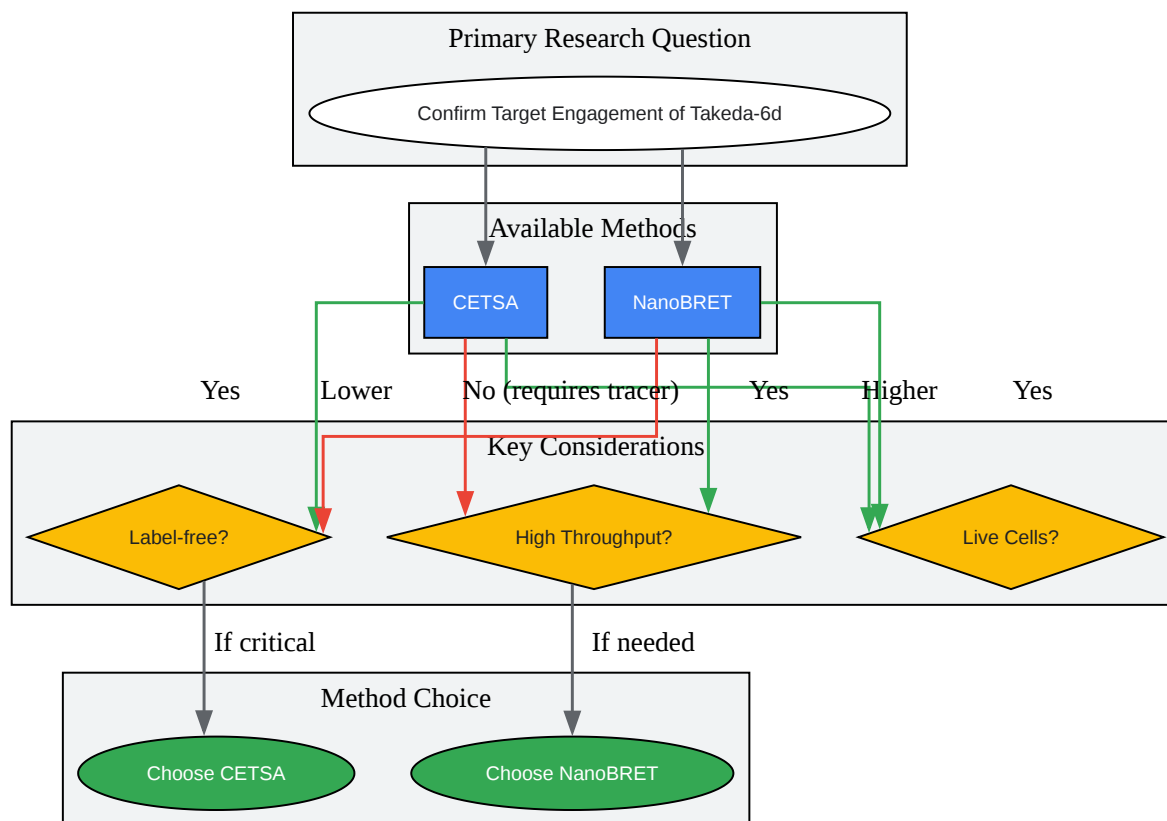 Primary Research Question
Confirm Target Engagement of Takeda-6d
Available Methods
CETSA
NanoBRET
Yes
Lower
No (requires tracer)
Yes
Higher
Yes
Key Considerations
Label-free?
High Throughput?
Live Cells?
If critical
If needed
Method Choice
Choose CETSA
Choose NanoBRET